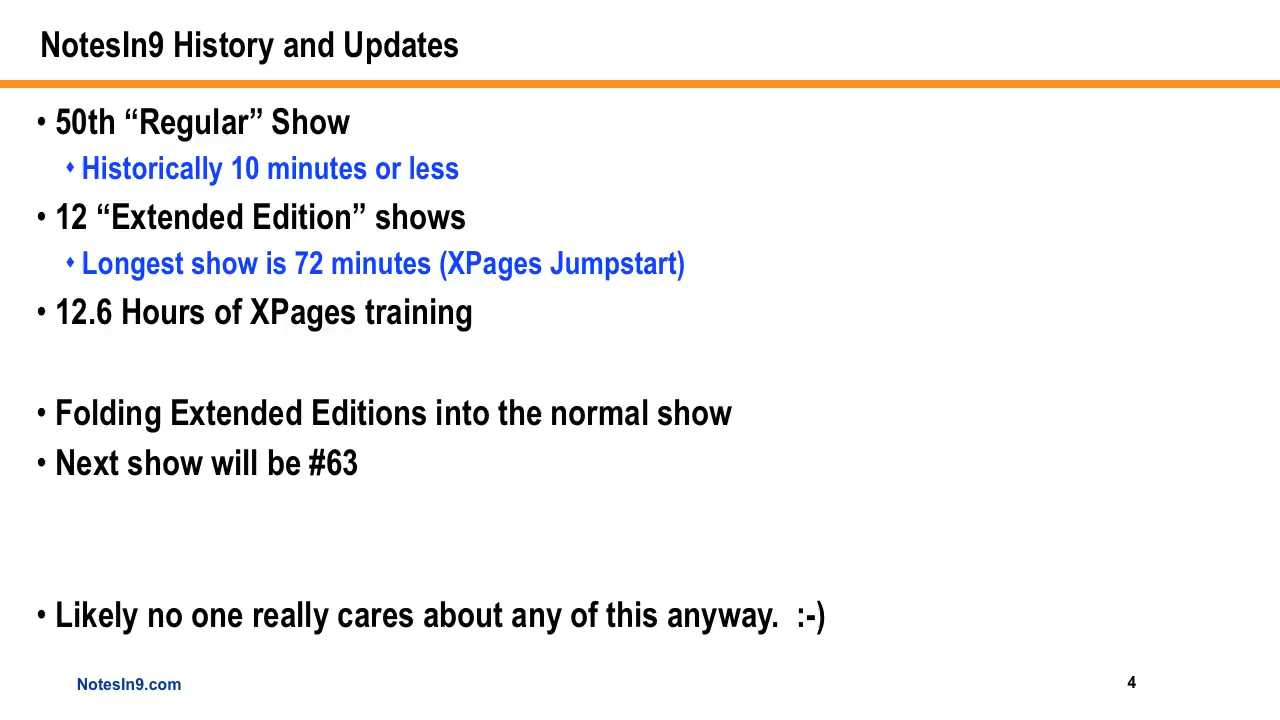 NotesIn9 History and Updates
• 50th “Regular” Show
♦ Historically 10 minutes or less
• 12 “Extended Edition” shows
♦ Longest show is 72 minutes (XPages Jumpstart)
• 12.6 Hours of XPages training
• Folding Extended Editions into the normal show
• Next show will be #63
• Likely no one really cares about any of this anyway.  :-)
NotesIn9.com
4